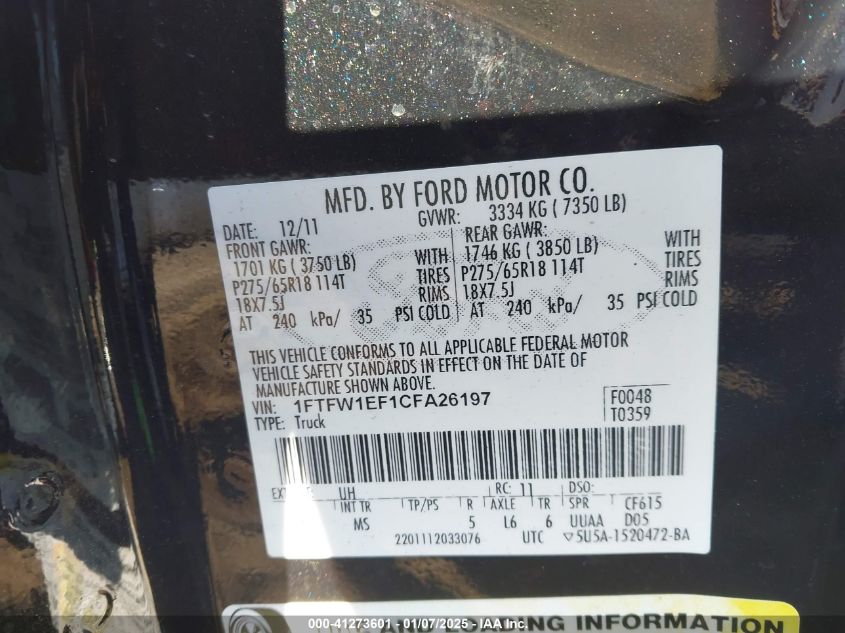 MFD. BY FORD MOTOR CO.
DATE: 12/11 GVWR: 3334 KG ( 7350 LB)
FRONT GAWR: REAR GAWR:
1701 KG ( 3750 LB) WITH 1746 KG ( 3850 LB) WITH
P275/65R18 114T TIRES P275/65R18 114T TIRES
18X7.5J RIMS 18X7.5J RIMS
AT 240 kPa/ 35 PSI COLD AT 240 kPa/ 35 PSI COLD
THIS VEHICLE CONFORMS TO ALL APPLICABLE FEDERAL MOTOR
VEHICLE SAFETY STANDARDS IN EFFECT ON THE DATE OF
MANUFACTURE SHOWN ABOVE.
VIN: 1FTFW1EF1CFA26197 F0048
TYPE: Truck T0359
UH RC: 11 DSO:
INT TR TP/PS R AXLE TR SPR CF615
MS 5 L6 6 UUAA D05
2201112033076 UTC ▽5U5A-1520472-BA
AND LOADING INFORMATION
000-41273601 - 01/07/2025 - IAA Inc.